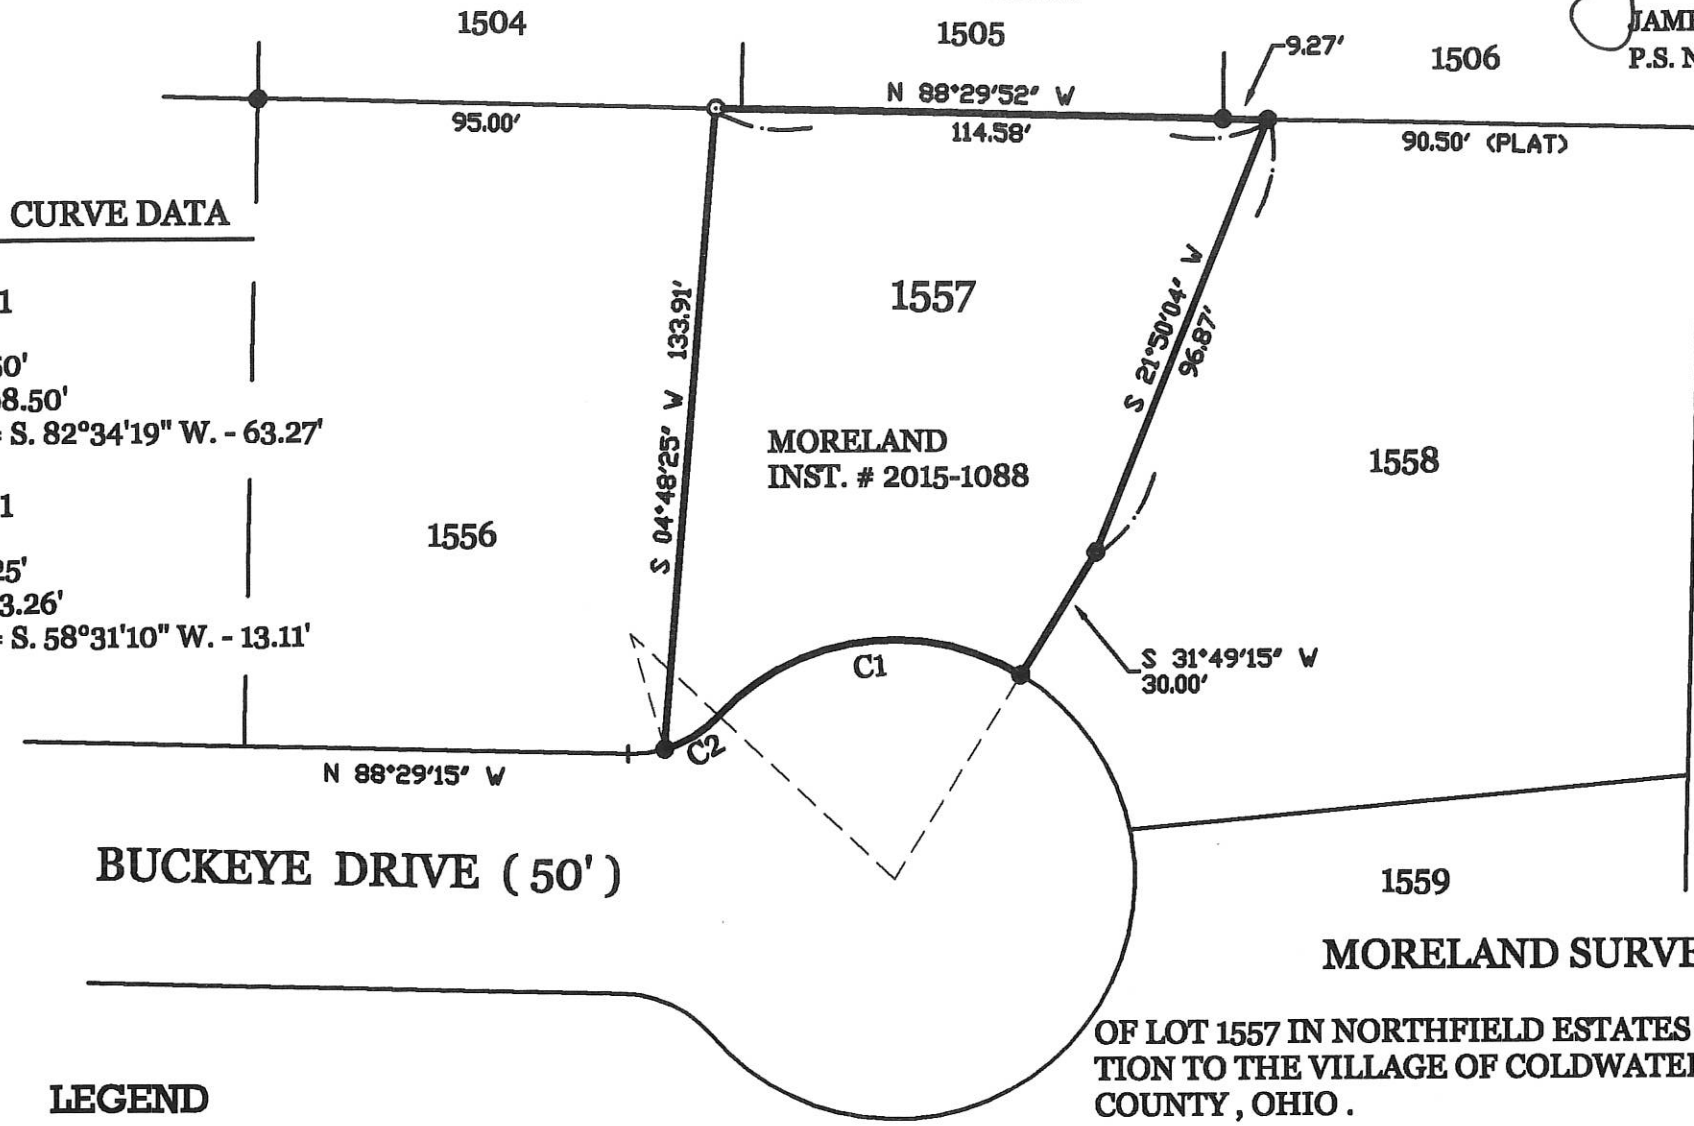 1504
1505
9.27'
1506
JAM
P.S. N
N 88°29'52" W
95.00'
114.58'
90.50' (PLAT)
CURVE DATA
1
50'
8.50'
= S. 82°34'19" W. - 63.27'
1
25'
3.26'
= S. 58°31'10" W. - 13.11'
1557
S 04°48'25" W 133.91'
S 21°50'04" W
96.87'
MORELAND
INST. # 2015-1088
1556
1558
C1
C2
S 31°49'15" W
30.00'
N 88°29'15" W
BUCKEYE DRIVE ( 50' )
1559
MORELAND SURVE
OF LOT 1557 IN NORTHFIELD ESTATES
TION TO THE VILLAGE OF COLDWATER
COUNTY , OHIO .
LEGEND